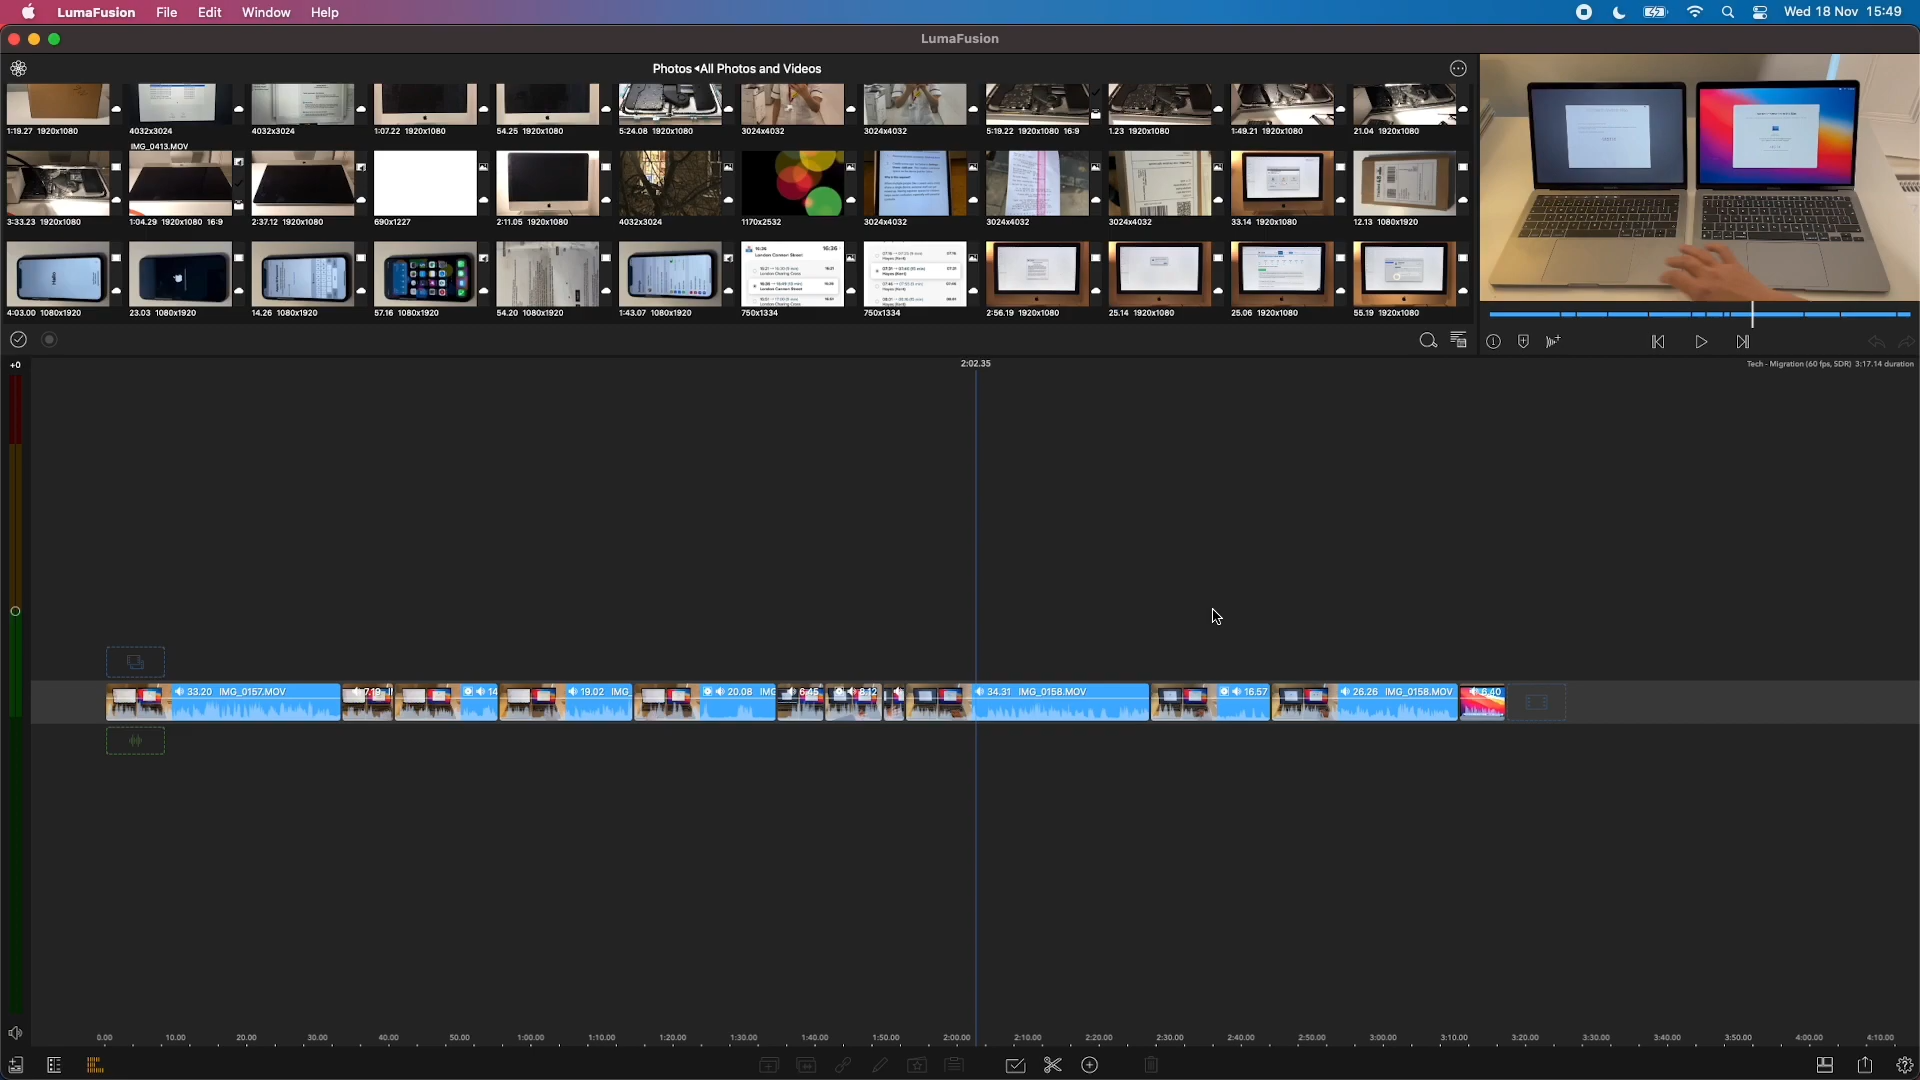 LumaFusion File Edit Window Help Wed 18 Nov 15:49
LumaFusion
Photos ◂All Photos and Videos
1:19.27 1920x1080 4032x3024 4032x3024 1:07.22 1920x1080 54.25 1920x1080 5:24.08 1920x1080 3024x4032 3024x4032 5:19.22 1920x1080 16:9 1.23 1920x1080 1:49.21 1920x1080 21.04 1920x1080
IMG_0413.MOV
3:33.23 1920x1080 1:04.29 1920x1080 16:9 2:37.12 1920x1080 690x1227 2:11.05 1920x1080 4032x3024 1170x2532 3024x4032 3024x4032 3024x4032 33.14 1920x1080 12.13 1080x1920
Hello
16:36 16:36
London Cannon Street
4:03.00 1080x1920 23.03 1080x1920 14.26 1080x1920 57.16 1080x1920 54.20 1080x1920 1:43.07 1080x1920 750x1334 750x1334 2:56.19 1920x1080 25.14 1920x1080 25.06 1920x1080 55.19 1920x1080
+0 2:02.35 Tech - Migration (60 fps, SDR) 3:17.14 duration
33.20 IMG_0157.MOV 7.19 14 19.02 IMG_ 20.08 IMG 6.45 8.12 34.31 IMG_0158.MOV 16.57 26.26 IMG_0158.MOV 6.40
0.00 10.00 20.00 30.00 40.00 50.00 1:00.00 1:10.00 1:20.00 1:30.00 1:40.00 1:50.00 2:00.00 2:10.00 2:20.00 2:30.00 2:40.00 2:50.00 3:00.00 3:10.00 3:20.00 3:30.00 3:40.00 3:50.00 4:00.00 4:10.00